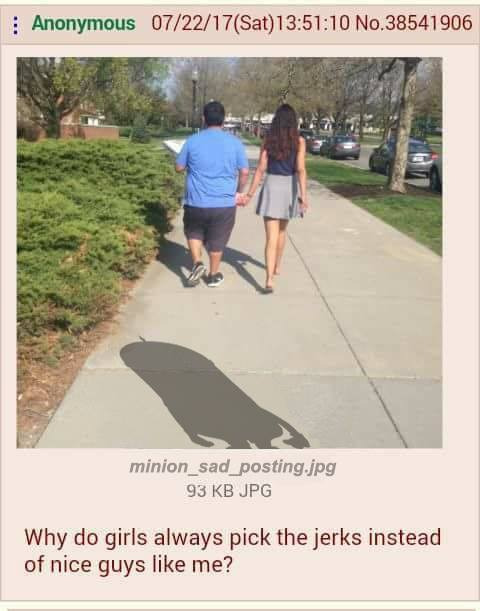 Anonymous 07/22/17(Sat)13:51:10 No.38541906
minion_sad_posting.jpg
93 KB JPG
Why do girls always pick the jerks instead
of nice guys like me?